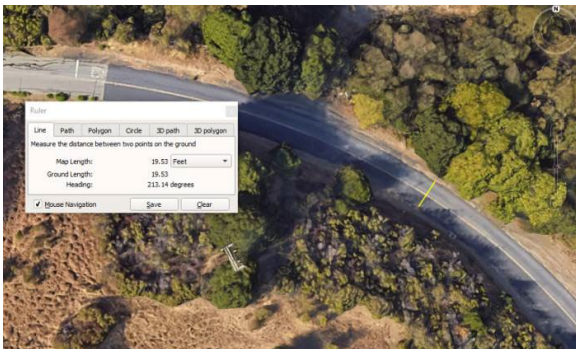 N
Ruler
Line Path Polygon Circle 3D path 3D polygon
Measure the distance between two points on the ground
Map Length: 19.53 Feet
Ground Length: 19.53
Heading: 213.14 degrees
Mouse Navigation Save Clear